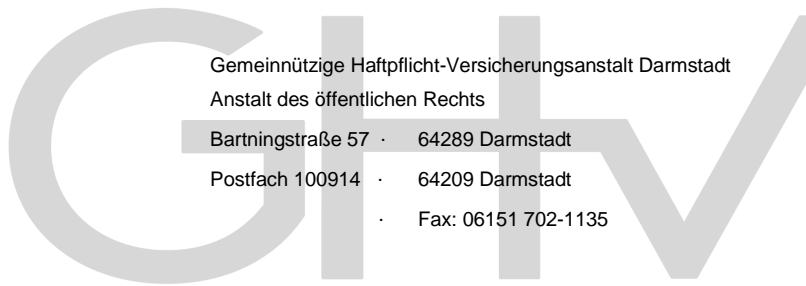 GHV
Gemeinnützige Haftpflicht-Versicherungsanstalt Darmstadt
Anstalt des öffentlichen Rechts
Bartningstraße 57 · 64289 Darmstadt
Postfach 100914 · 64209 Darmstadt
· Fax: 06151 702-1135